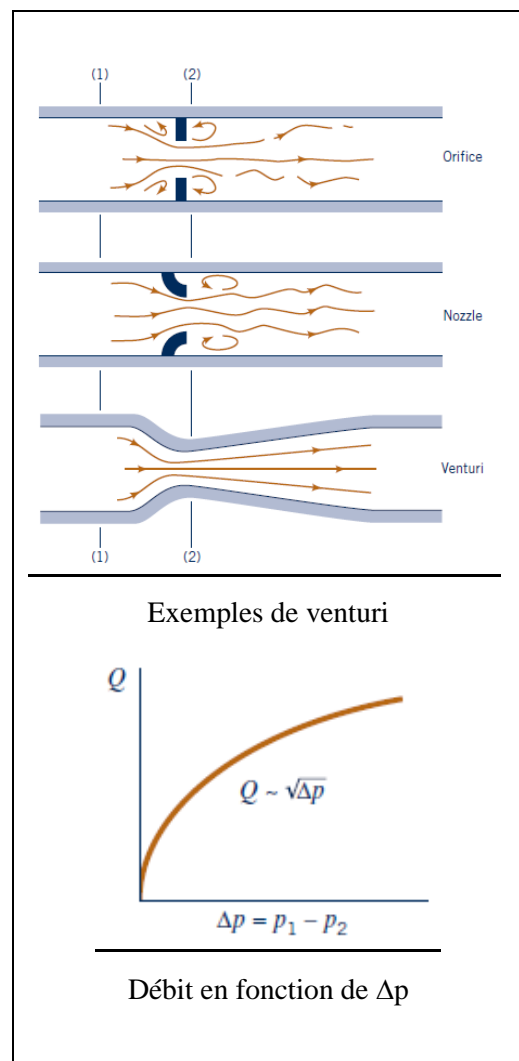 (1) (2)
Orifice
Nozzle
Venturi
(1) (2)
Exemples de venturi
Q
Q ~ √Δp
Δp = p₁ − p₂
Débit en fonction de Δp